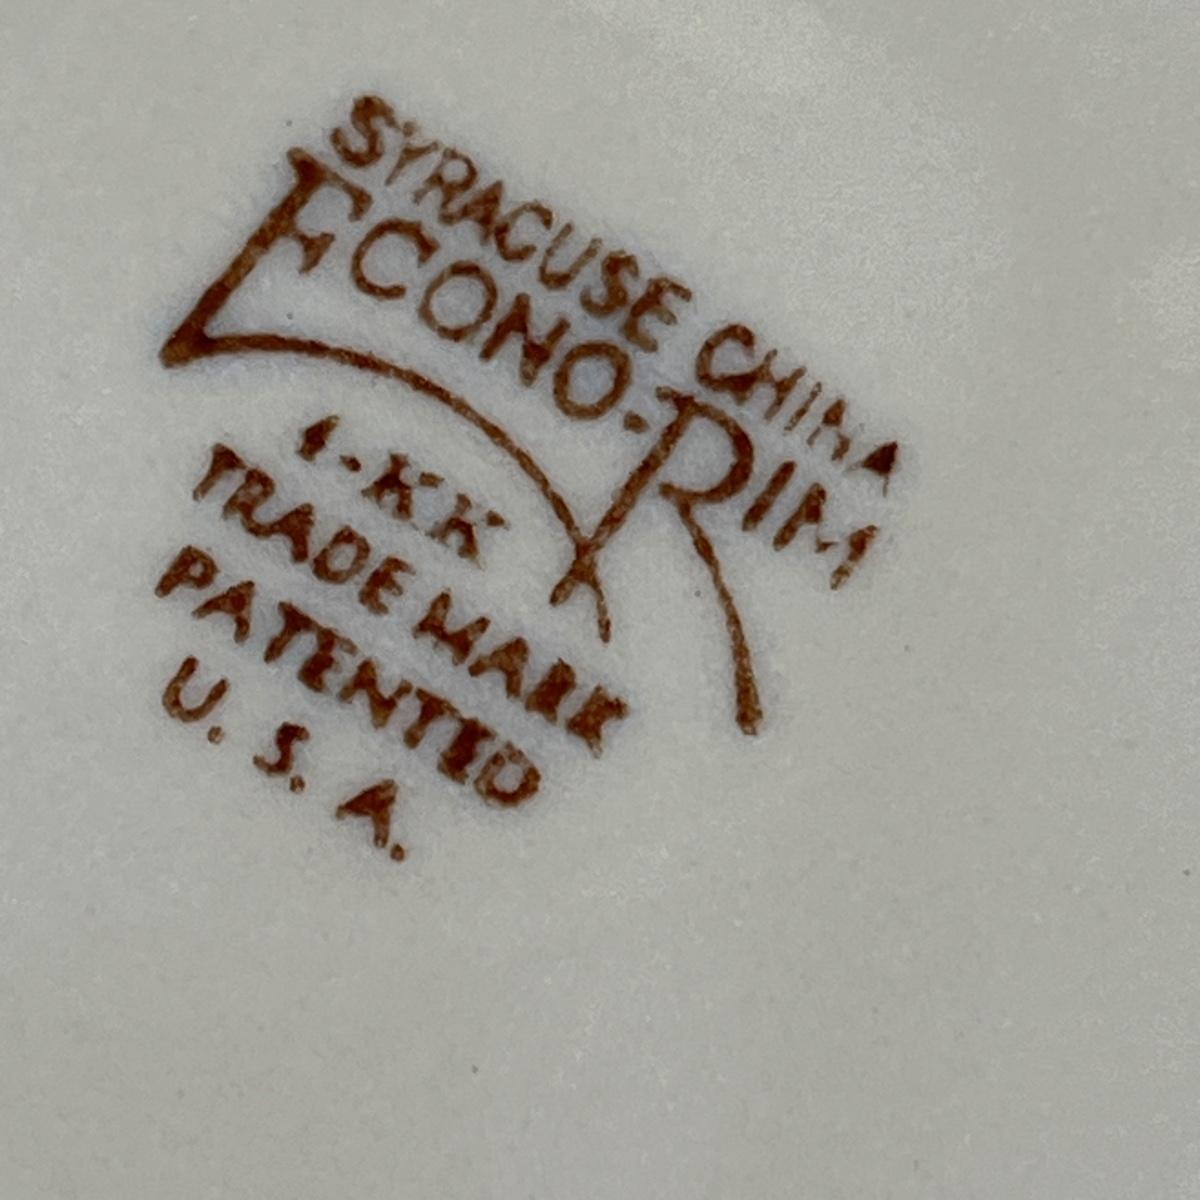 SYRACUSE CHINA
ECONO-RIM
1-KK
TRADE MARK
PATENTED
U. S. A.